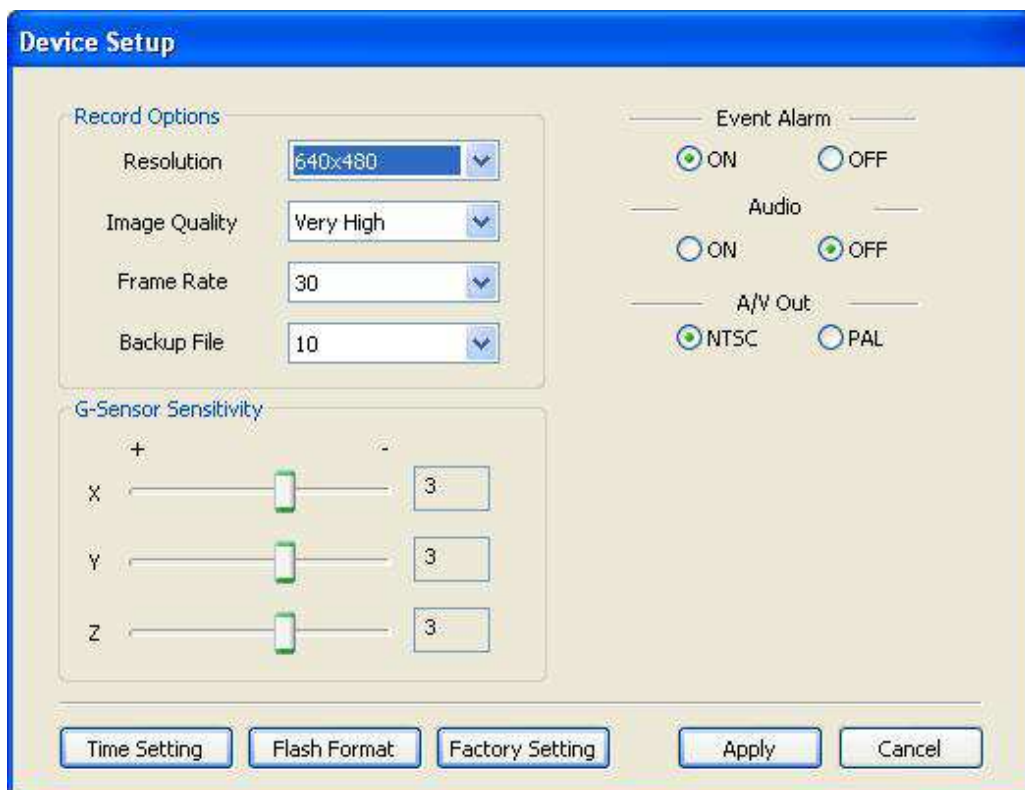 Device Setup
Record Options
Resolution 640x480
Image Quality Very High
Frame Rate 30
Backup File 10
Event Alarm
ON OFF
Audio
ON OFF
A/V Out
NTSC PAL
G-Sensor Sensitivity
+ -
X 3
Y 3
Z 3
Time Setting Flash Format Factory Setting Apply Cancel